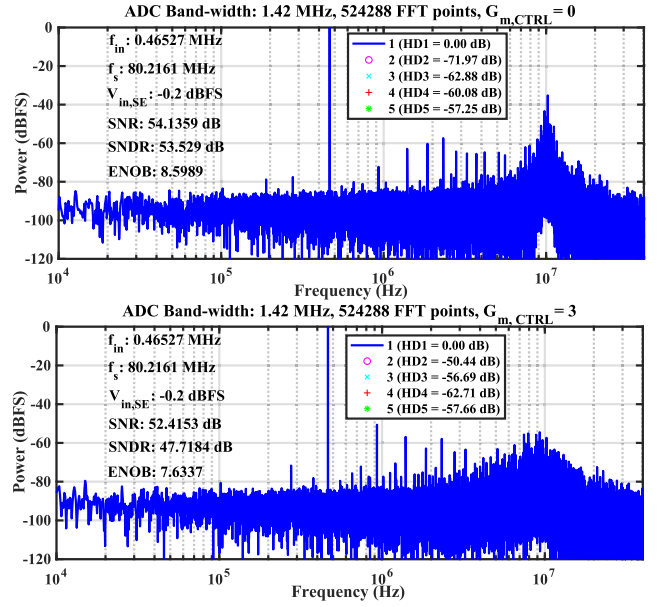 ADC Band-width: 1.42 MHz, 524288 FFT points, Gm,CTRL = 0
Power (dBFS)
0
-20
-40
-60
-80
-100
-120
fin: 0.46527 MHz
fs: 80.2161 MHz
Vin,SE: -0.2 dBFS
SNR: 54.1359 dB
SNDR: 53.529 dB
ENOB: 8.5989
1 (HD1 = 0.00 dB)
2 (HD2 = -71.97 dB)
3 (HD3 = -62.88 dB)
4 (HD4 = -60.08 dB)
5 (HD5 = -57.25 dB)
10^4 10^5 10^6 10^7
Frequency (Hz)
ADC Band-width: 1.42 MHz, 524288 FFT points, Gm, CTRL = 3
Power (dBFS)
0
-20
-40
-60
-80
-100
-120
fin: 0.46527 MHz
fs: 80.2161 MHz
Vin,SE: -0.2 dBFS
SNR: 52.4153 dB
SNDR: 47.7184 dB
ENOB: 7.6337
1 (HD1 = 0.00 dB)
2 (HD2 = -50.44 dB)
3 (HD3 = -56.69 dB)
4 (HD4 = -62.71 dB)
5 (HD5 = -57.66 dB)
10^4 10^5 10^6 10^7
Frequency (Hz)